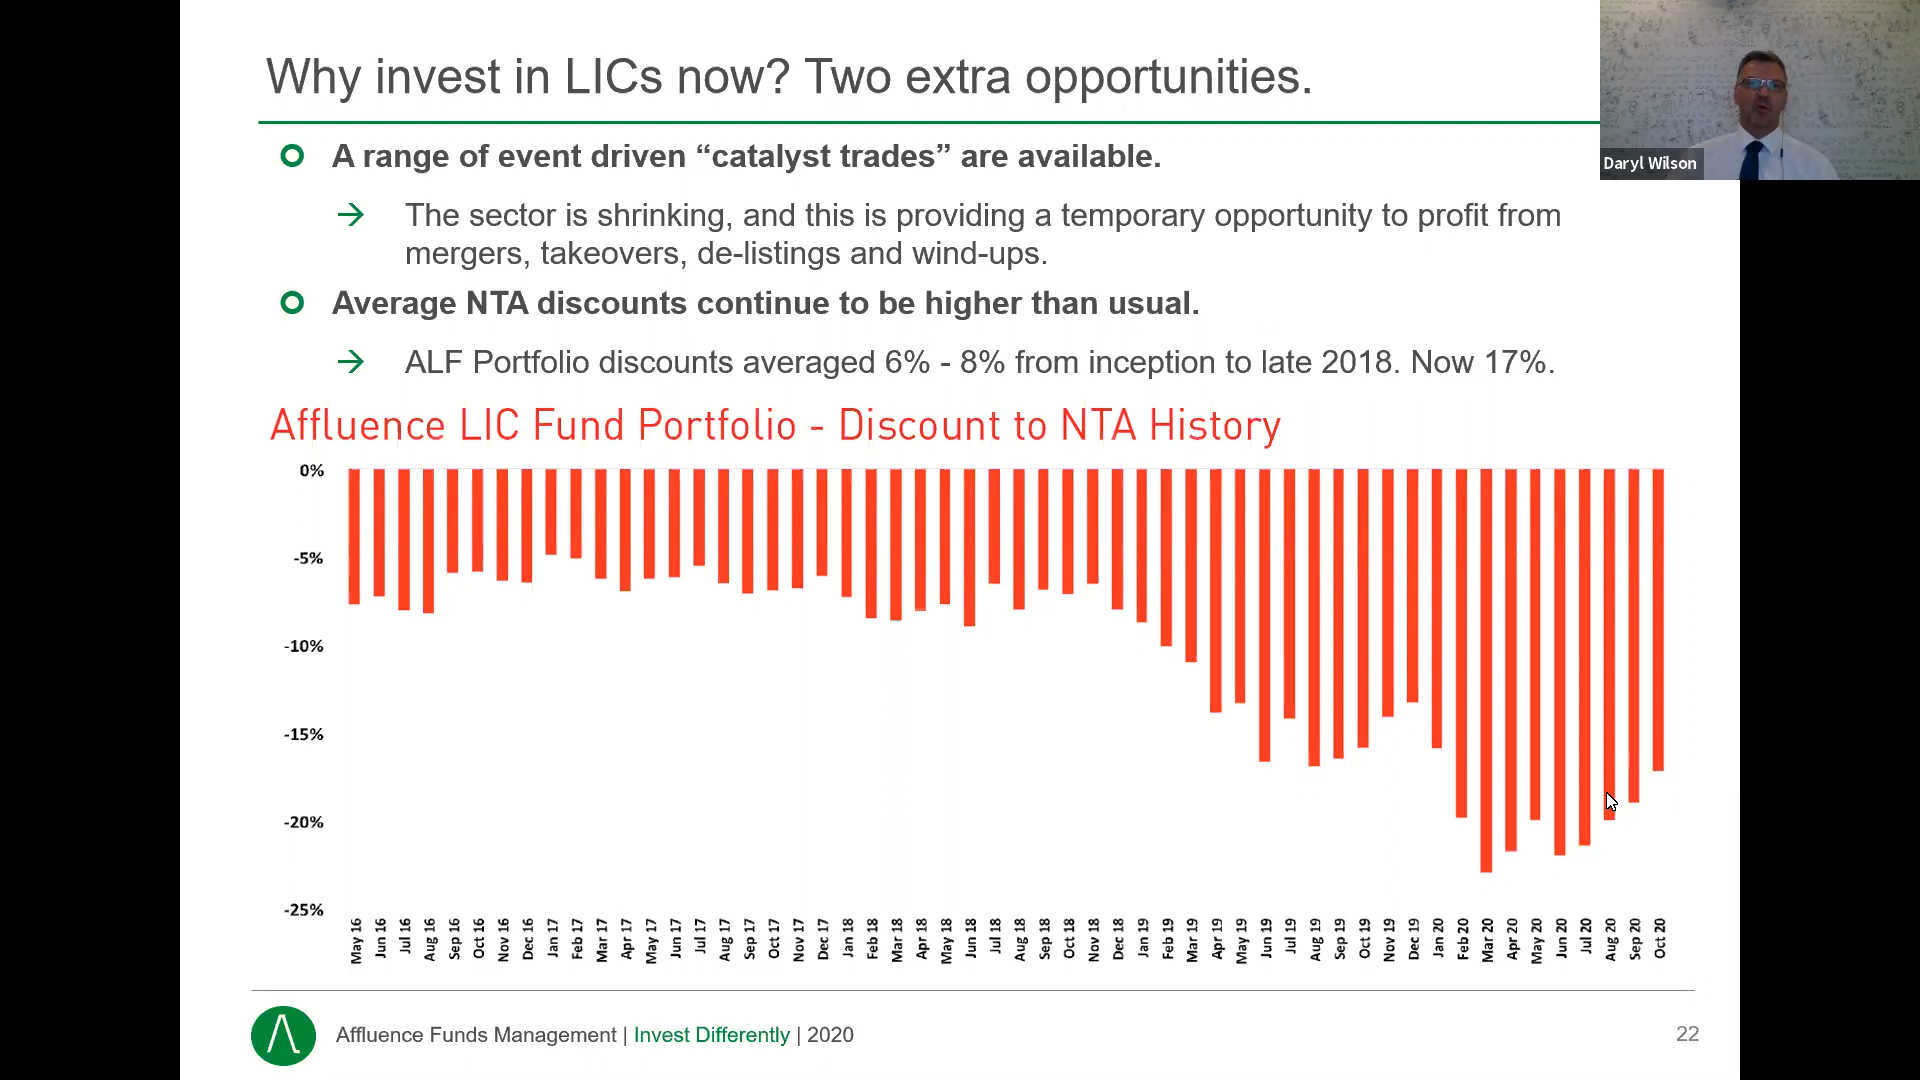 Why invest in LICs now? Two extra opportunities.
Daryl Wilson
A range of event driven “catalyst trades” are available.
The sector is shrinking, and this is providing a temporary opportunity to profit from
mergers, takeovers, de-listings and wind-ups.
Average NTA discounts continue to be higher than usual.
ALF Portfolio discounts averaged 6% - 8% from inception to late 2018. Now 17%.
Affluence LIC Fund Portfolio - Discount to NTA History
0%
-5%
-10%
-15%
-20%
-25%
May 16
Jun 16
Jul 16
Aug 16
Sep 16
Oct 16
Nov 16
Dec 16
Jan 17
Feb 17
Mar 17
Apr 17
May 17
Jun 17
Jul 17
Aug 17
Sep 17
Oct 17
Nov 17
Dec 17
Jan 18
Feb 18
Mar 18
Apr 18
May 18
Jun 18
Jul 18
Aug 18
Sep 18
Oct 18
Nov 18
Dec 18
Jan 19
Feb 19
Mar 19
Apr 19
May 19
Jun 19
Jul 19
Aug 19
Sep 19
Oct 19
Nov 19
Dec 19
Jan 20
Feb 20
Mar 20
Apr 20
May 20
Jun 20
Jul 20
Aug 20
Sep 20
Oct 20
Affluence Funds Management | Invest Differently | 2020
22